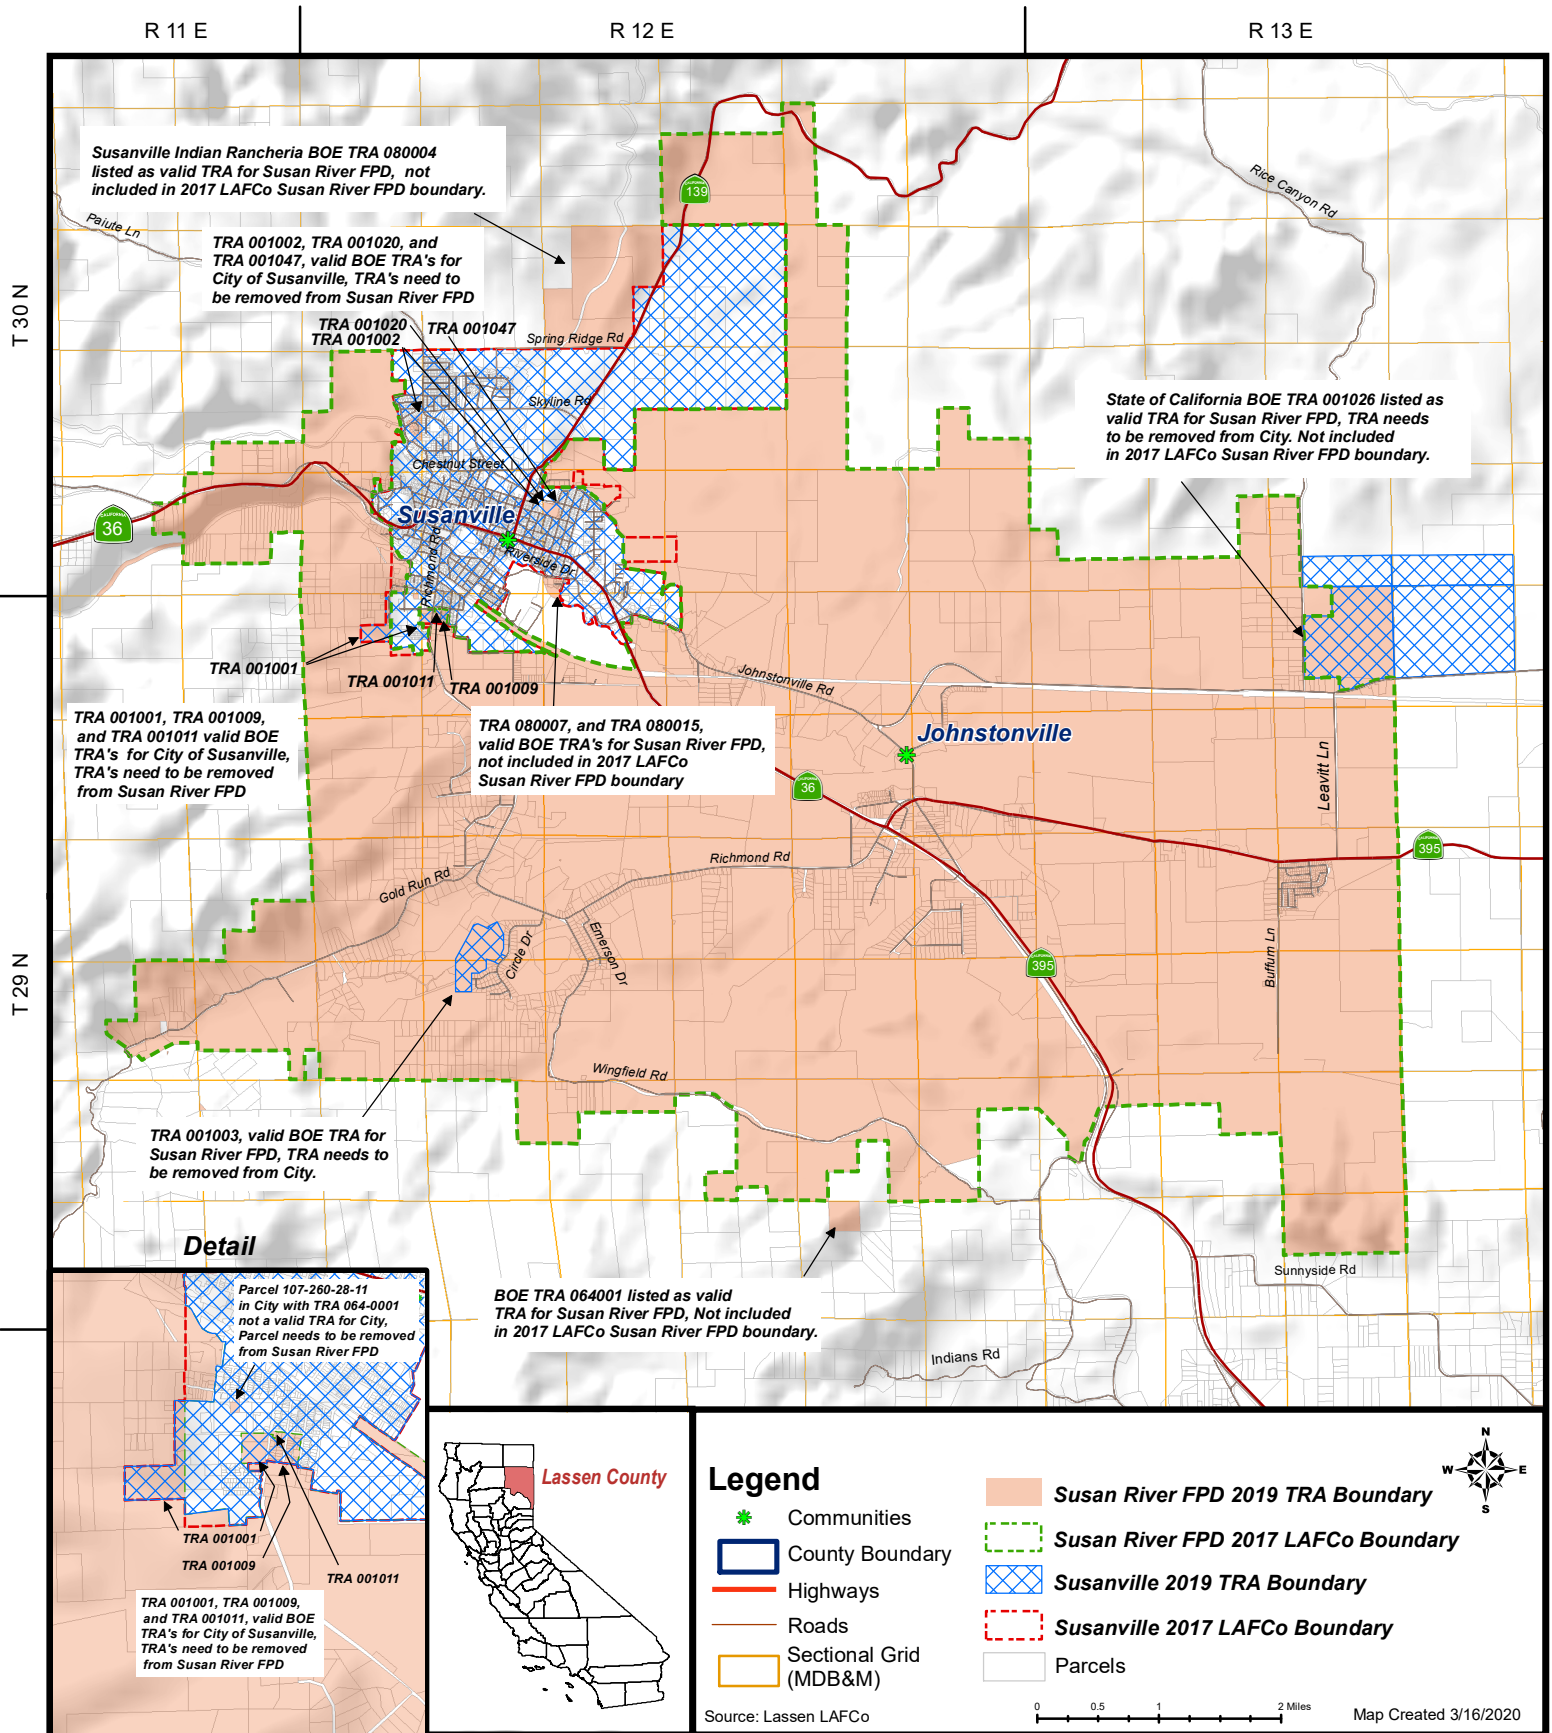 R 11 E
R 12 E
R 13 E
T 30 N
T 29 N
Susanville Indian Rancheria BOE TRA 080004
listed as valid TRA for Susan River FPD, not
included in 2017 LAFCo Susan River FPD boundary.
139
Rice Canyon Rd
Paiute Ln
TRA 001002, TRA 001020, and
TRA 001047, valid BOE TRA's for
City of Susanville, TRA's need to
be removed from Susan River FPD
TRA 001020
TRA 001047
TRA 001002
Spring Ridge Rd
Skyline Rd
State of California BOE TRA 001026 listed as
valid TRA for Susan River FPD, TRA needs
to be removed from City. Not included
in 2017 LAFCo Susan River FPD boundary.
Chestnut Street
Susanville
CALIFORNIA
36
Riverside Dr
Richmond Rd
TRA 001001
TRA 001011
TRA 001009
Johnstonville Rd
TRA 001001, TRA 001009,
and TRA 001011 valid BOE
TRA's for City of Susanville,
TRA's need to be removed
from Susan River FPD
TRA 080007, and TRA 080015,
valid BOE TRA's for Susan River FPD,
not included in 2017 LAFCo
Susan River FPD boundary
Johnstonville
36
Leavitt Ln
395
Richmond Rd
Gold Run Rd
Circle Dr
Emerson Dr
395
Buffum Ln
Wingfield Rd
TRA 001003, valid BOE TRA for
Susan River FPD, TRA needs to
be removed from City.
BOE TRA 064001 listed as valid
TRA for Susan River FPD, Not included
in 2017 LAFCo Susan River FPD boundary.
Sunnyside Rd
Indians Rd
Detail
Parcel 107-260-28-11
in City with TRA 064-0001
not a valid TRA for City,
Parcel needs to be removed
from Susan River FPD
TRA 001001
TRA 001009
TRA 001011
TRA 001001, TRA 001009,
and TRA 001011, valid BOE
TRA's for City of Susanville,
TRA's need to be removed
from Susan River FPD
Lassen County
Legend
Communities
County Boundary
Highways
Roads
Sectional Grid
(MDB&M)
Susan River FPD 2019 TRA Boundary
Susan River FPD 2017 LAFCo Boundary
Susanville 2019 TRA Boundary
Susanville 2017 LAFCo Boundary
Parcels
N
W
E
S
0 0.5 1 2 Miles
Source: Lassen LAFCo
Map Created 3/16/2020